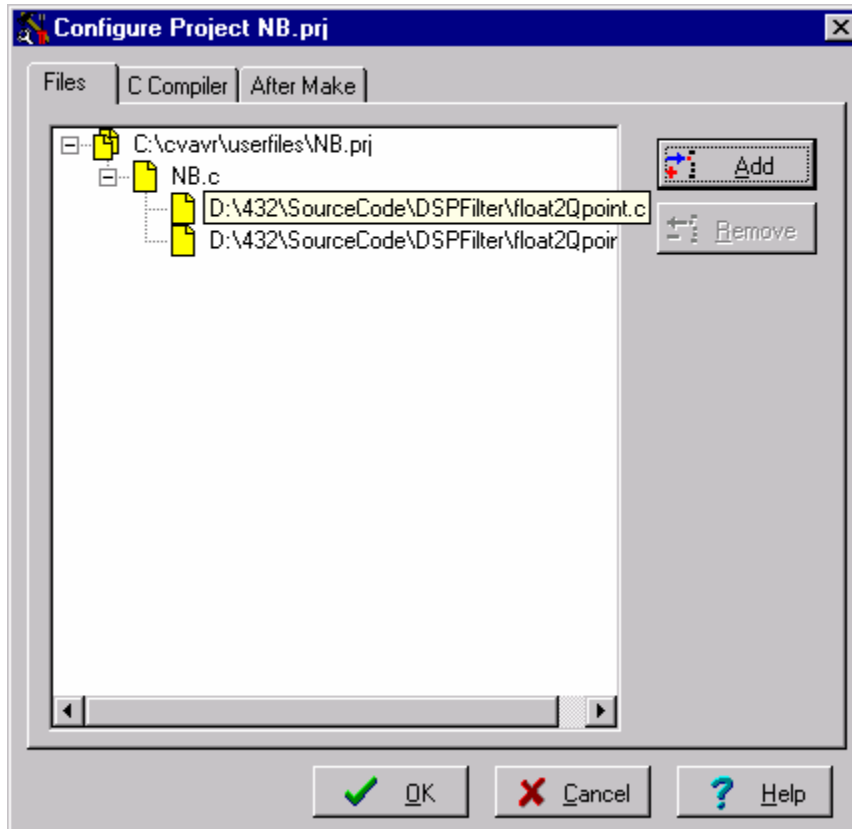 Configure Project NB.prj
Files C Compiler After Make
C:\cvavr\userfiles\NB.prj
NB.c
D:\432\SourceCode\DSPFilter\float2Qpoint.c
D:\432\SourceCode\DSPFilter\float2Qpoir
Add
Remove
OK Cancel Help